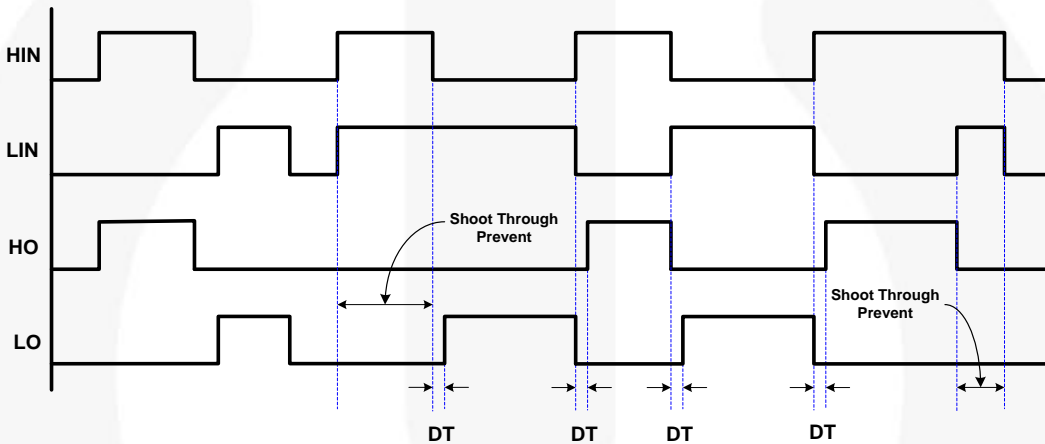 HIN
LIN
Shoot Through
Prevent
HO
Shoot Through
Prevent
LO
DT
DT
DT
DT